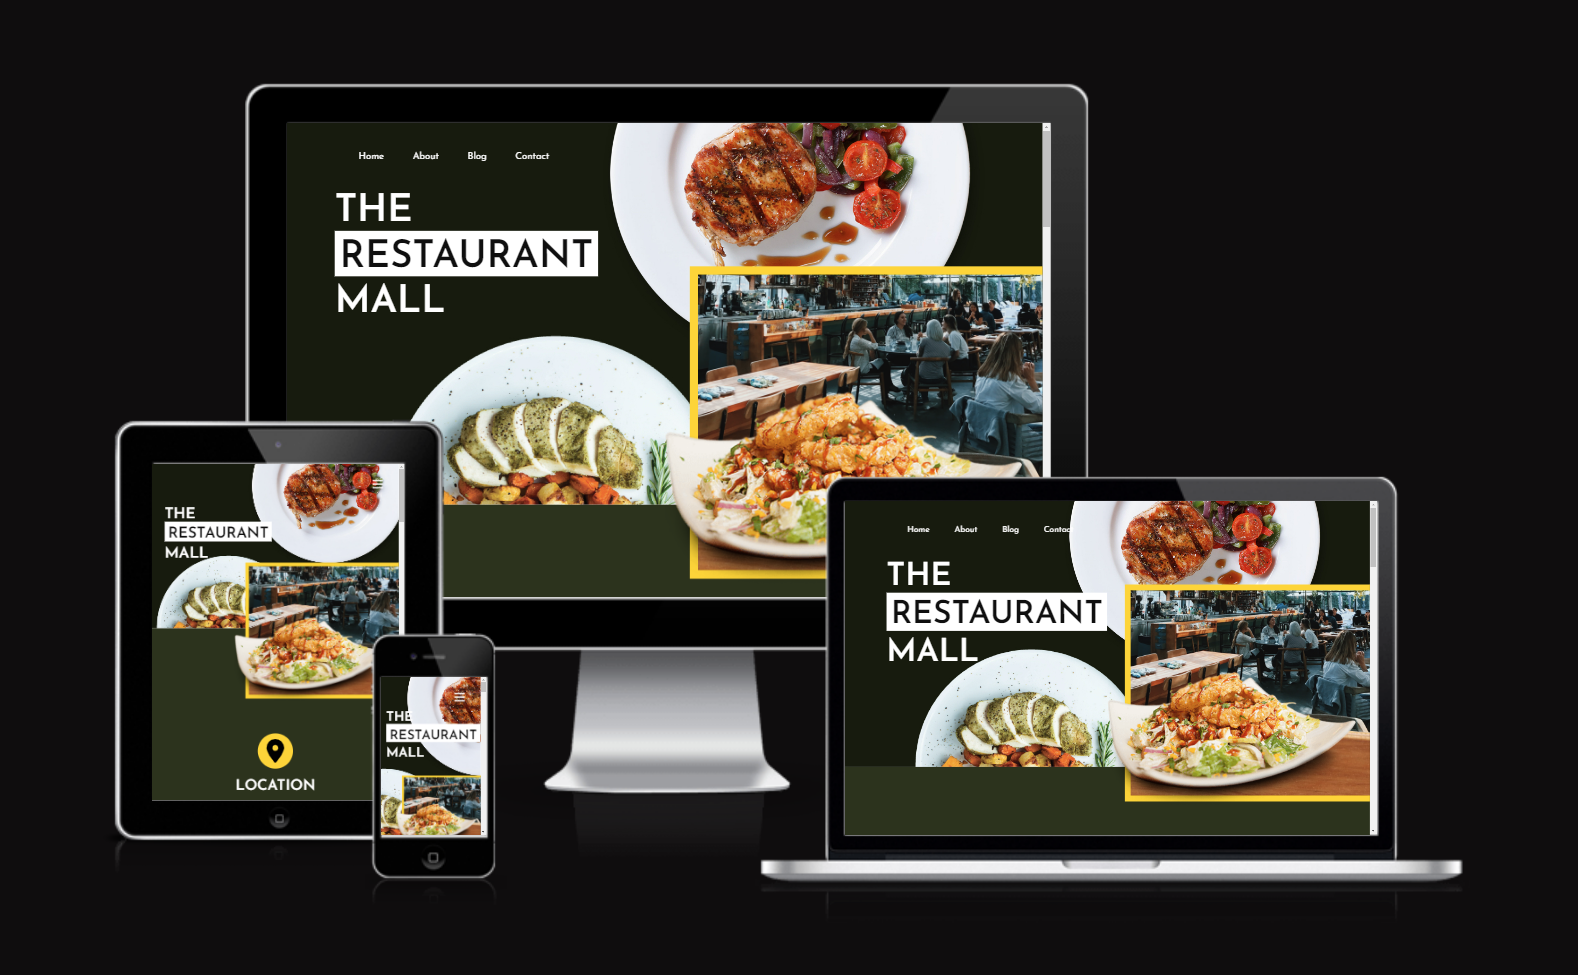 Home About Blog Contact
THE
RESTAURANT
MALL
THE
RESTAURANT
MALL
LOCATION
THE
RESTAURANT
MALL
Home About Blog Contac
THE
RESTAURANT
MALL